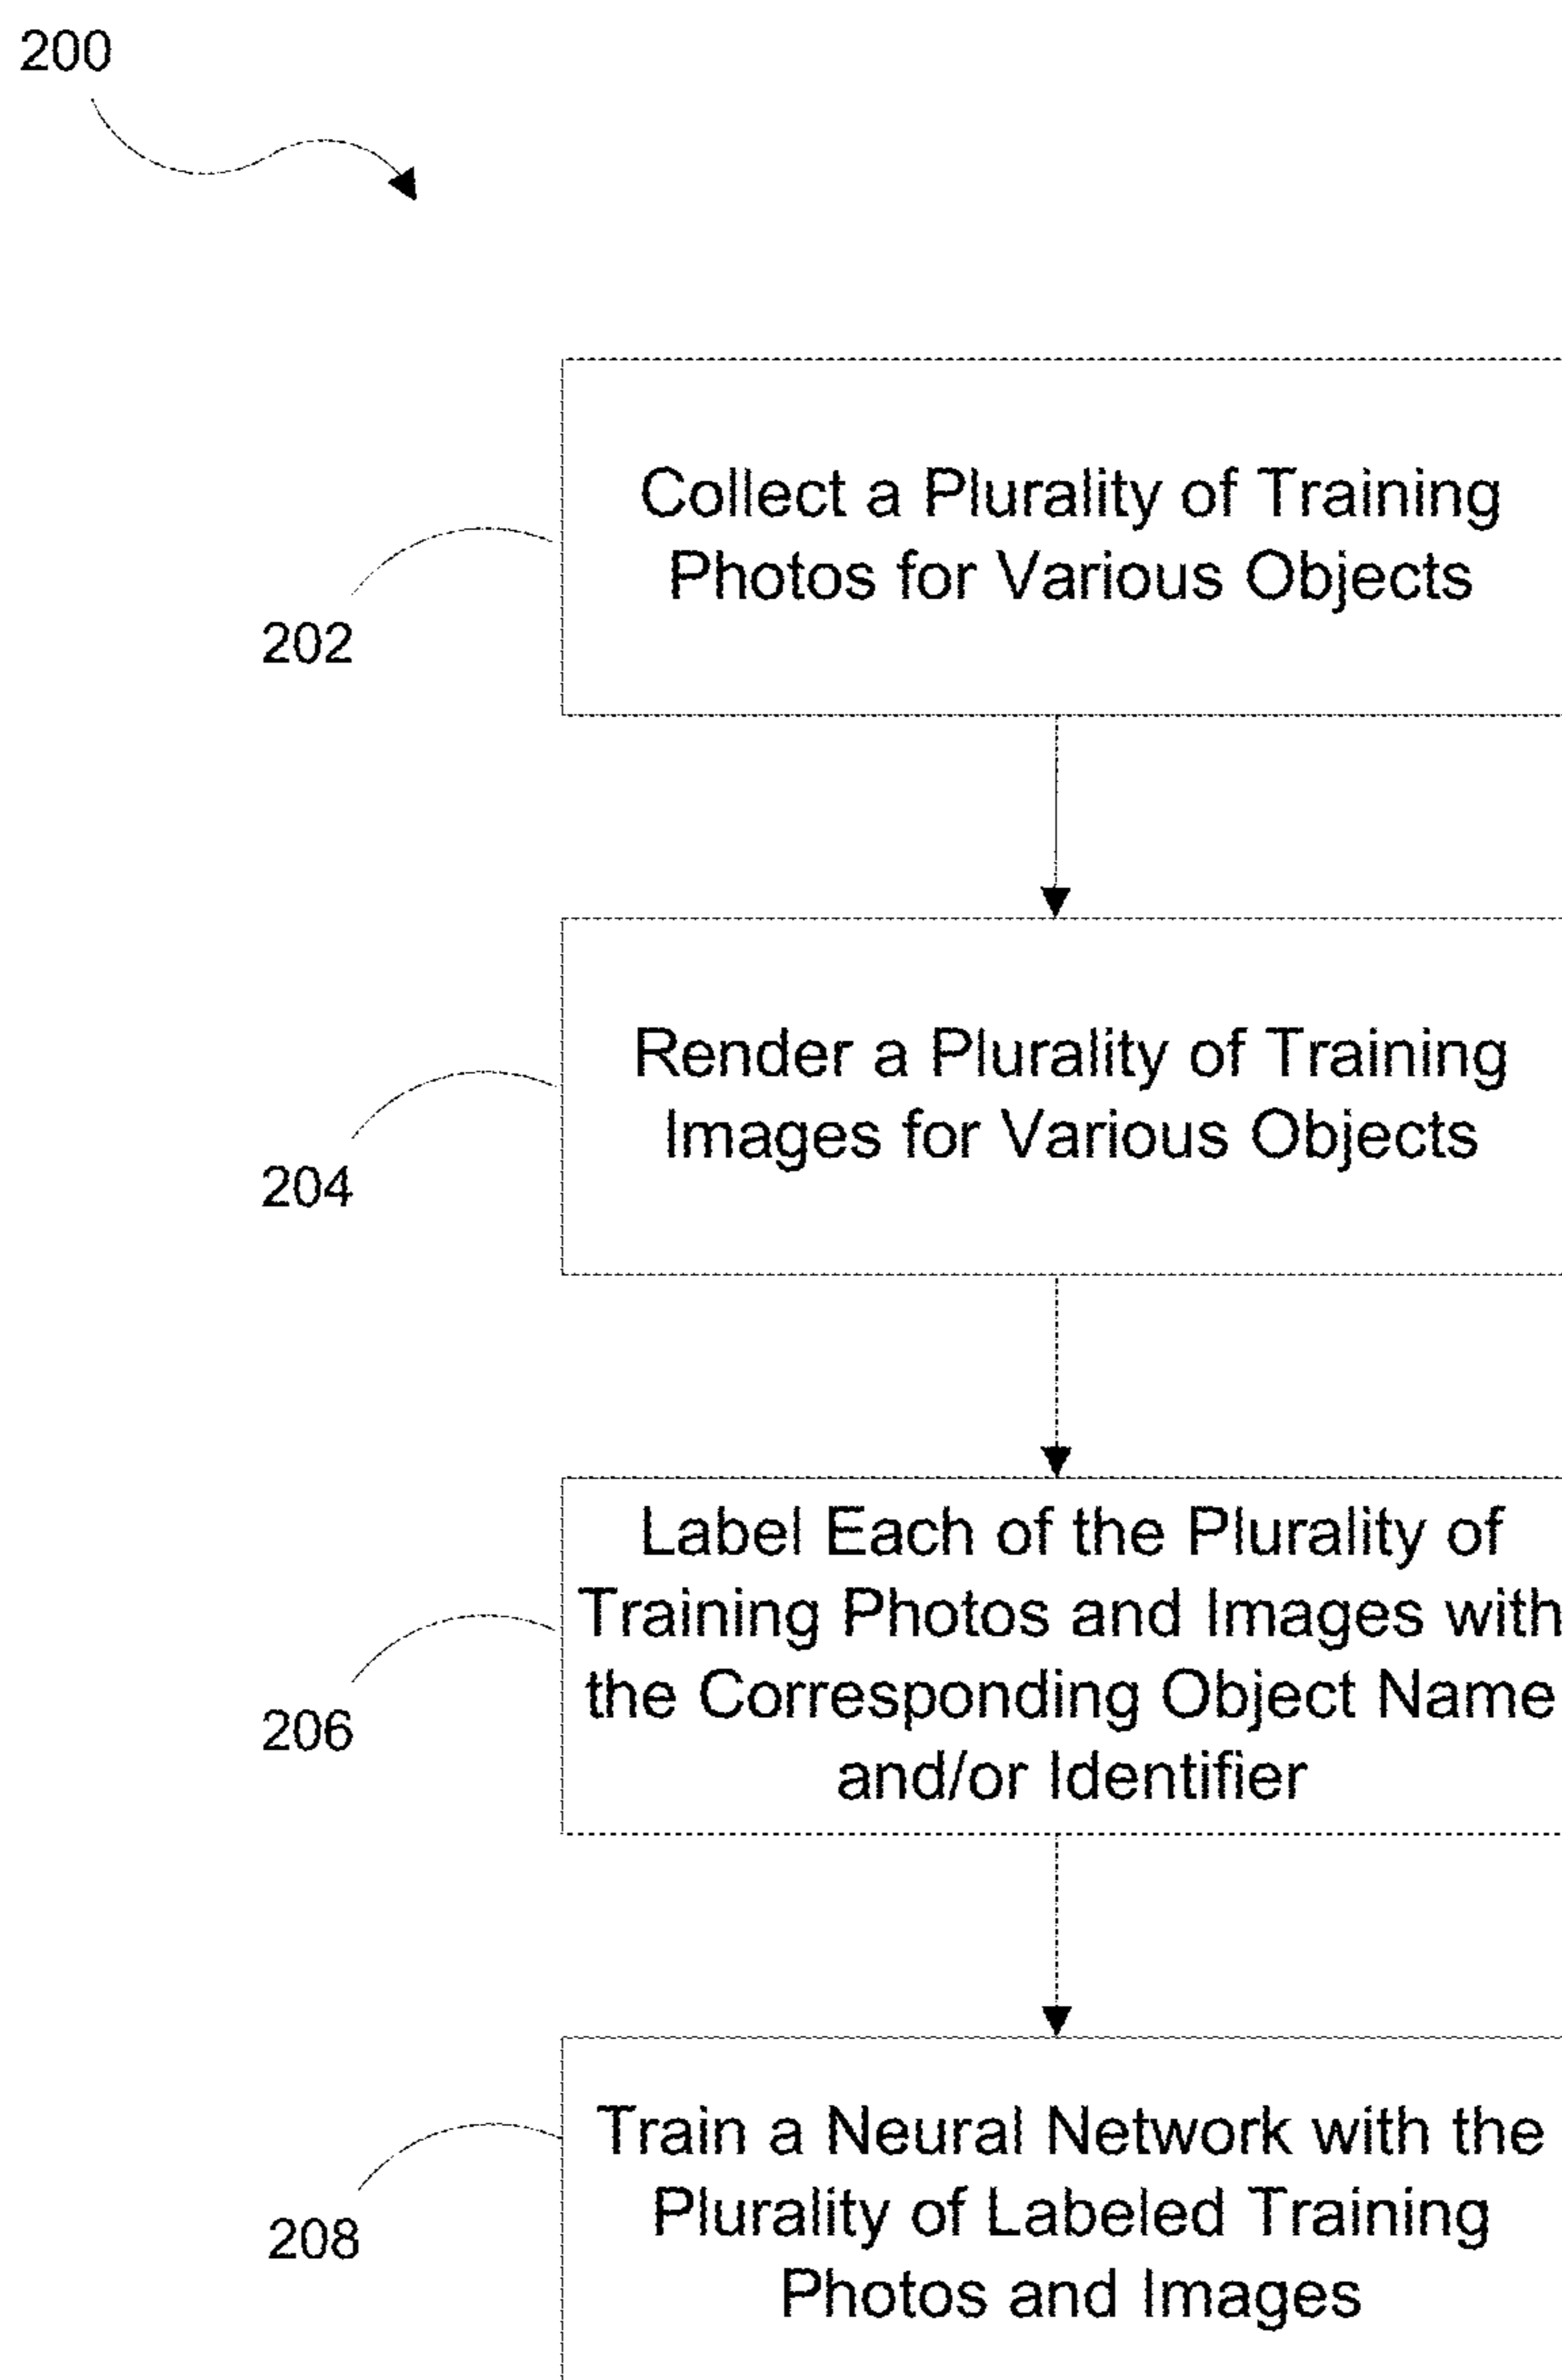 200
Collect a Plurality of Training
Photos for Various Objects
202
Render a Plurality of Training
Images for Various Objects
204
Label Each of the Plurality of
Training Photos and Images with
the Corresponding Object Name
and/or Identifier
206
Train a Neural Network with the
Plurality of Labeled Training
Photos and Images
208